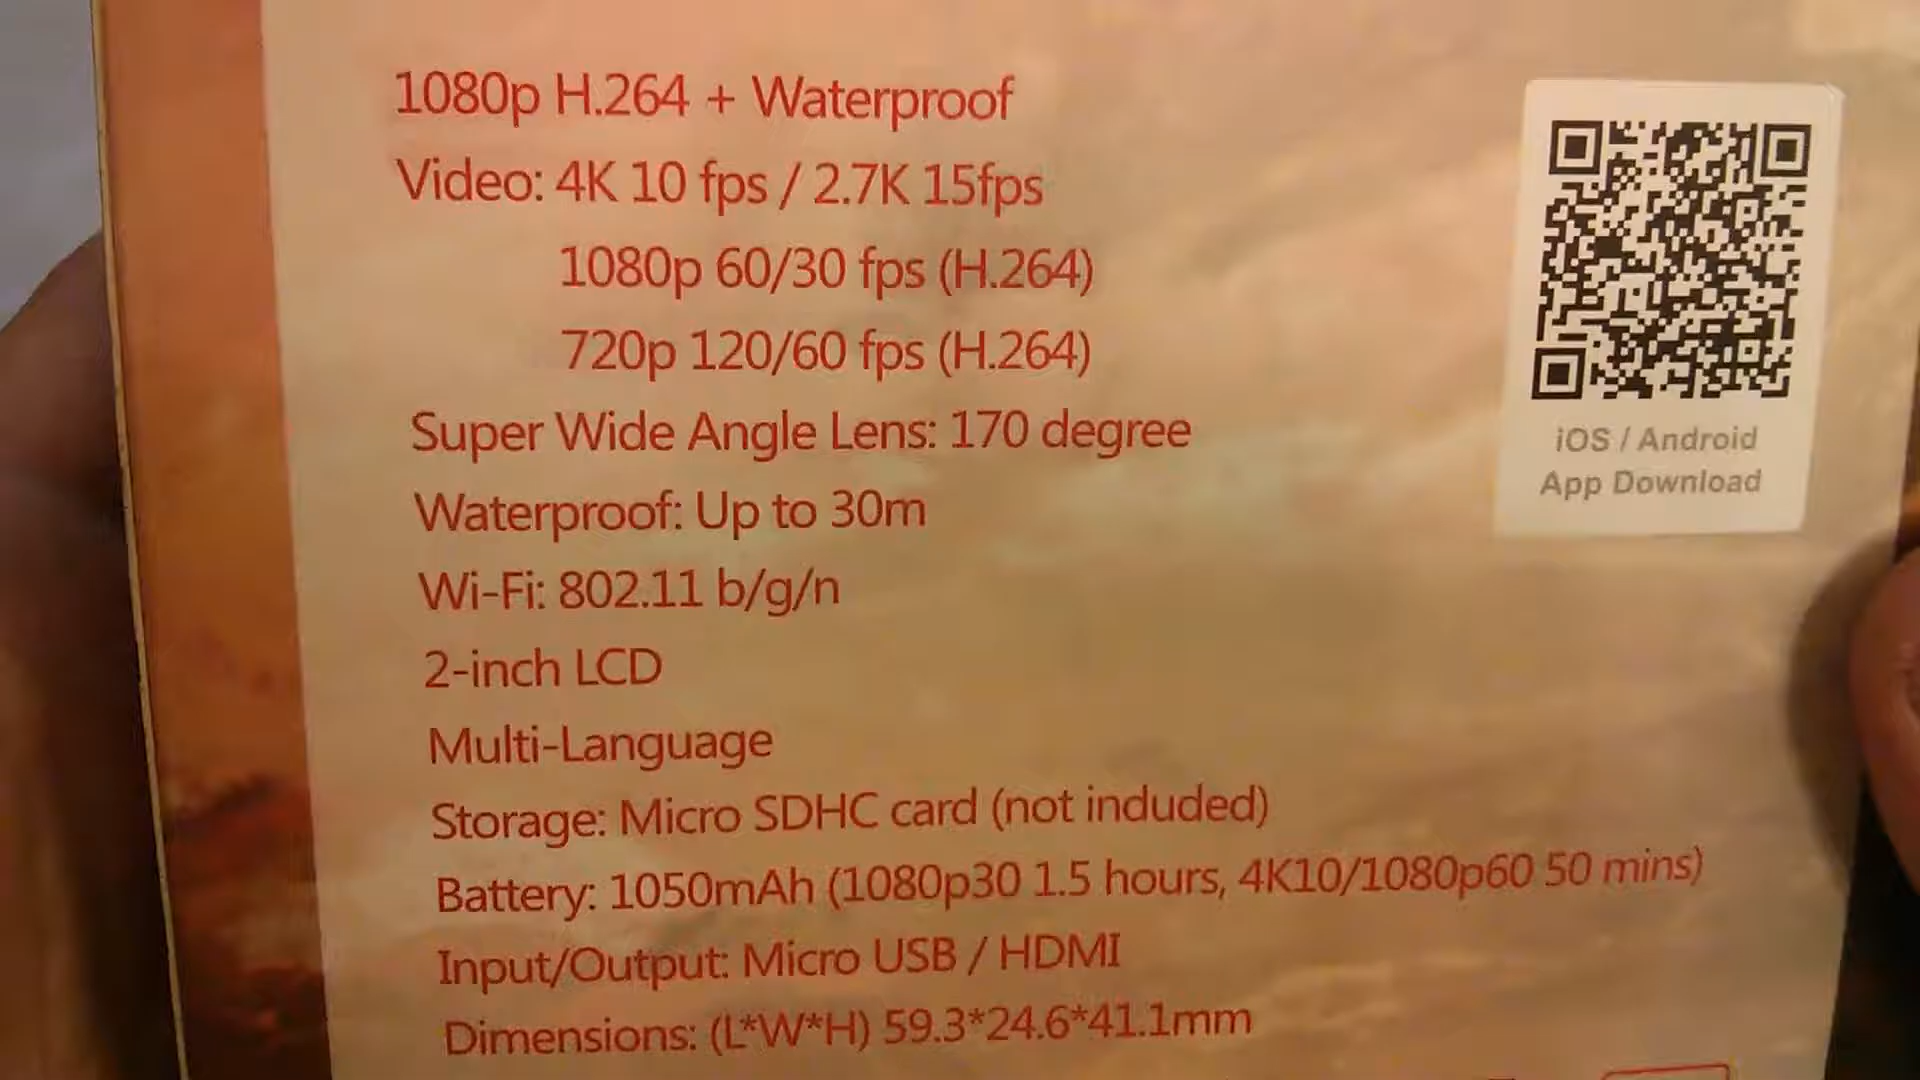 1080p H.264 + Waterproof
Video: 4K 10 fps / 2.7K 15fps
1080p 60/30 fps (H.264)
720p 120/60 fps (H.264)
Super Wide Angle Lens: 170 degree
Waterproof: Up to 30m
Wi-Fi: 802.11 b/g/n
2-inch LCD
Multi-Language
Storage: Micro SDHC card (not induded)
Battery: 1050mAh (1080p30 1.5 hours, 4K10/1080p60 50 mins)
Input/Output: Micro USB / HDMI
Dimensions: (L*W*H) 59.3*24.6*41.1mm
iOS / Android
App Download